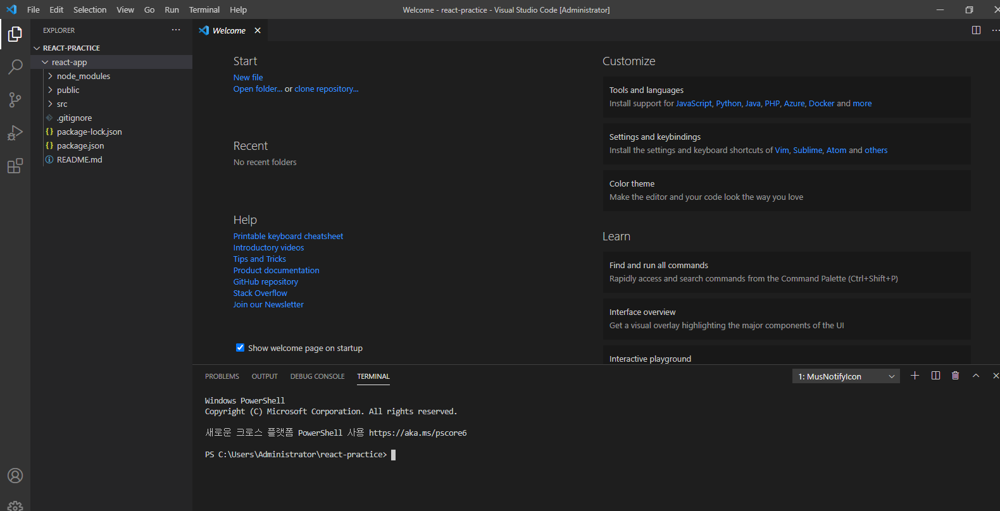 File Edit Selection View Go Run Terminal Help
Welcome - react-practice - Visual Studio Code [Administrator]
EXPLORER
REACT-PRACTICE
react-app
node_modules
public
src
.gitignore
package-lock.json
package.json
README.md
Welcome
Start
New file
Open folder... or clone repository...
Recent
No recent folders
Help
Printable keyboard cheatsheet
Introductory videos
Tips and Tricks
Product documentation
GitHub repository
Stack Overflow
Join our Newsletter
Show welcome page on startup
Customize
Tools and languages
Install support for JavaScript, Python, Java, PHP, Azure, Docker and more
Settings and keybindings
Install the settings and keyboard shortcuts of Vim, Sublime, Atom and others
Color theme
Make the editor and your code look the way you love
Learn
Find and run all commands
Rapidly access and search commands from the Command Palette (Ctrl+Shift+P)
Interface overview
Get a visual overlay highlighting the major components of the UI
Interactive playground
PROBLEMS OUTPUT DEBUG CONSOLE TERMINAL
1: MusNotifyIcon
Windows PowerShell
Copyright (C) Microsoft Corporation. All rights reserved.
새로운 크로스 플랫폼 PowerShell 사용 https://aka.ms/pscore6
PS C:\Users\Administrator\react-practice>